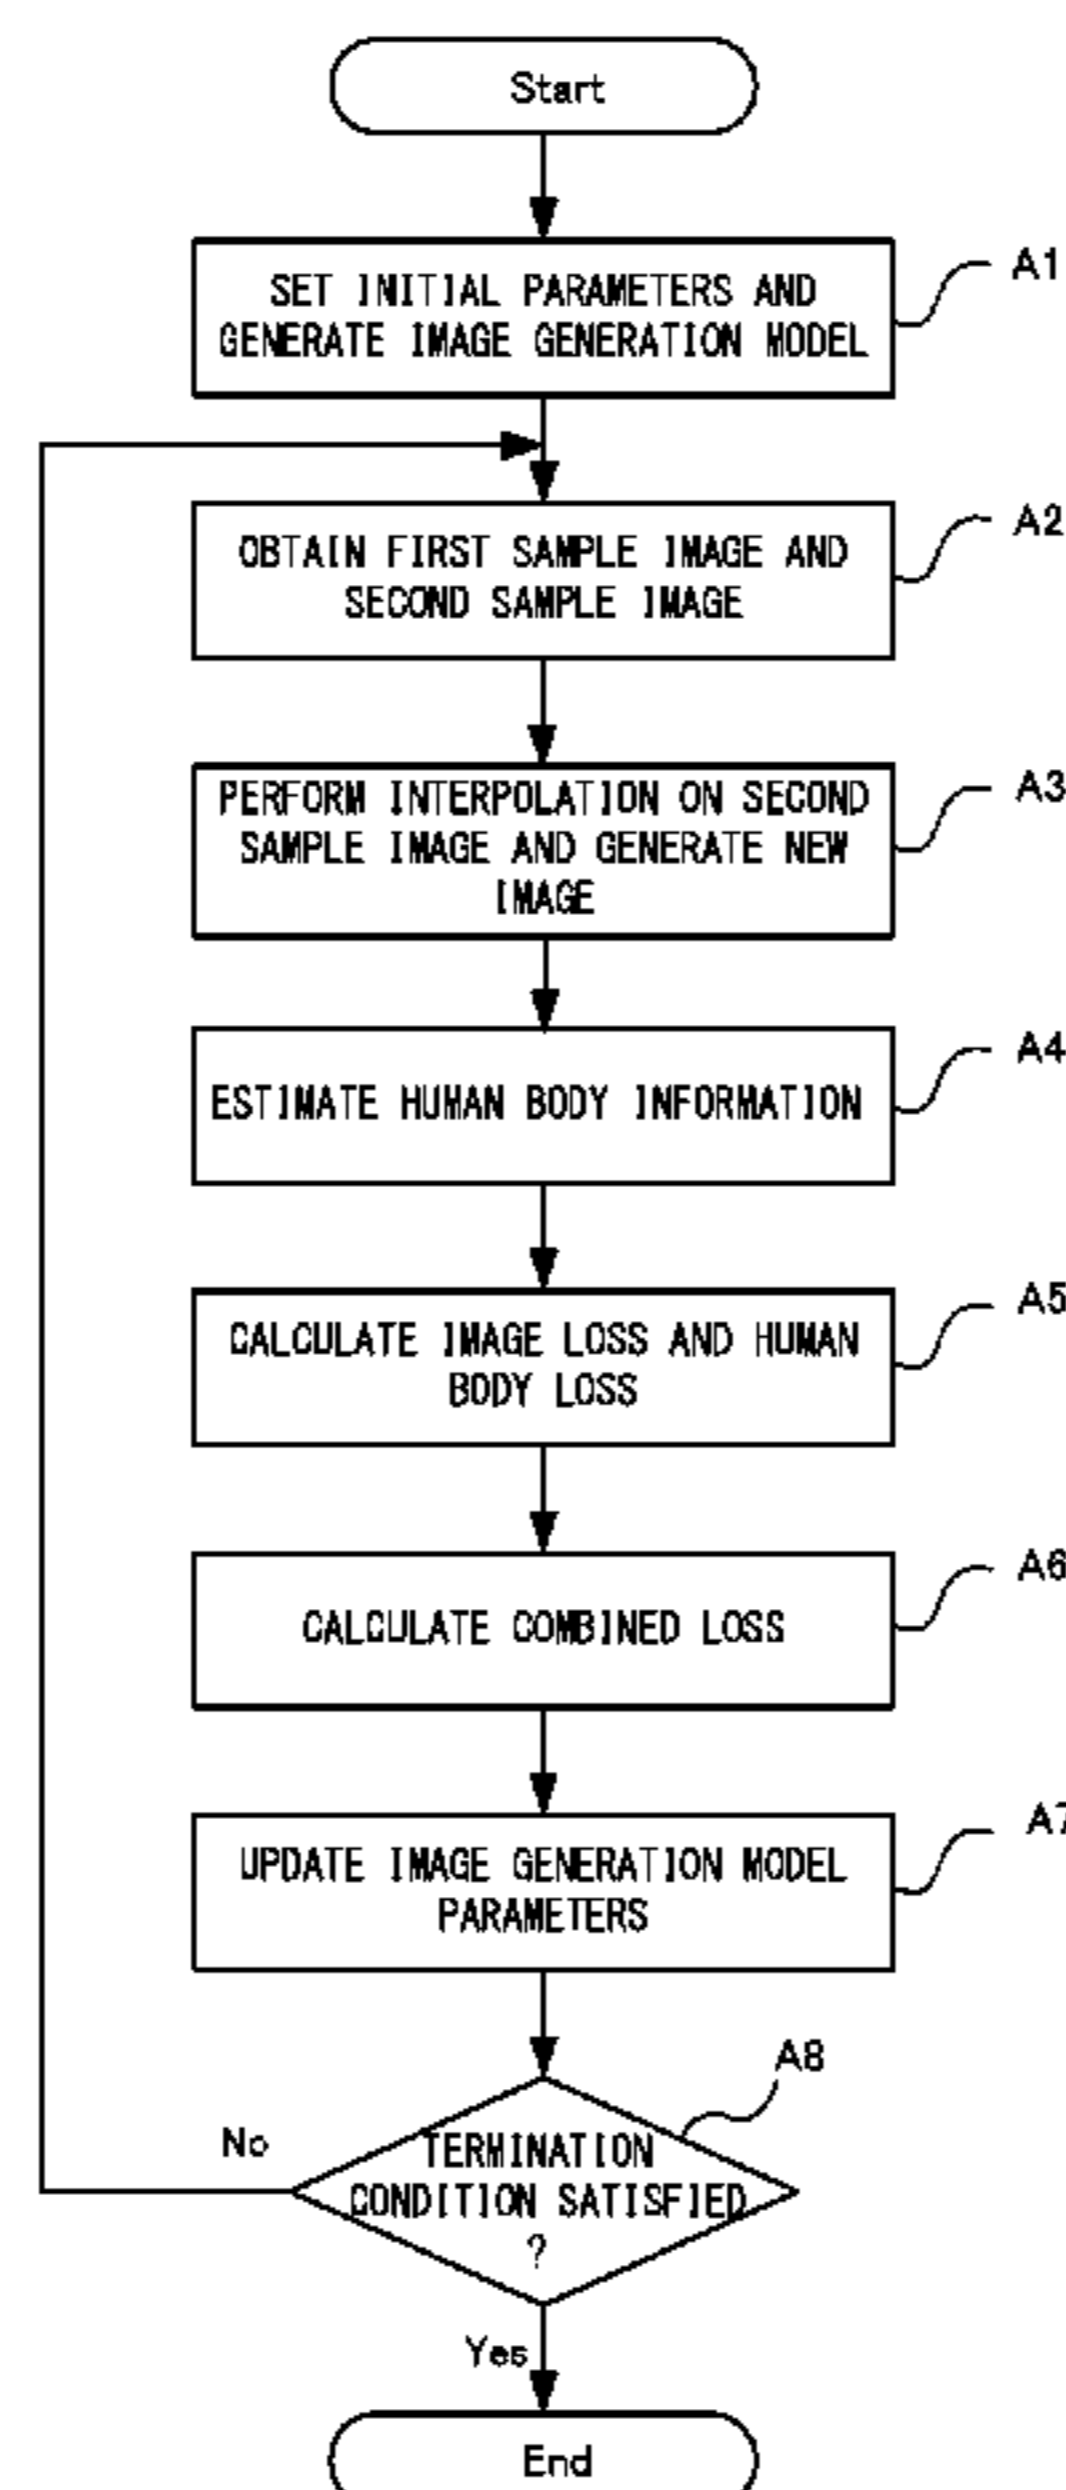 Start
A1
SET INITIAL PARAMETERS AND
GENERATE IMAGE GENERATION MODEL
A2
OBTAIN FIRST SAMPLE IMAGE AND
SECOND SAMPLE IMAGE
A3
PERFORM INTERPOLATION ON SECOND
SAMPLE IMAGE AND GENERATE NEW
IMAGE
A4
ESTIMATE HUMAN BODY INFORMATION
A5
CALCULATE IMAGE LOSS AND HUMAN
BODY LOSS
A6
CALCULATE COMBINED LOSS
A7
UPDATE IMAGE GENERATION MODEL
PARAMETERS
A8
No
TERMINATION
CONDITION SATISFIED
?
Yes
End